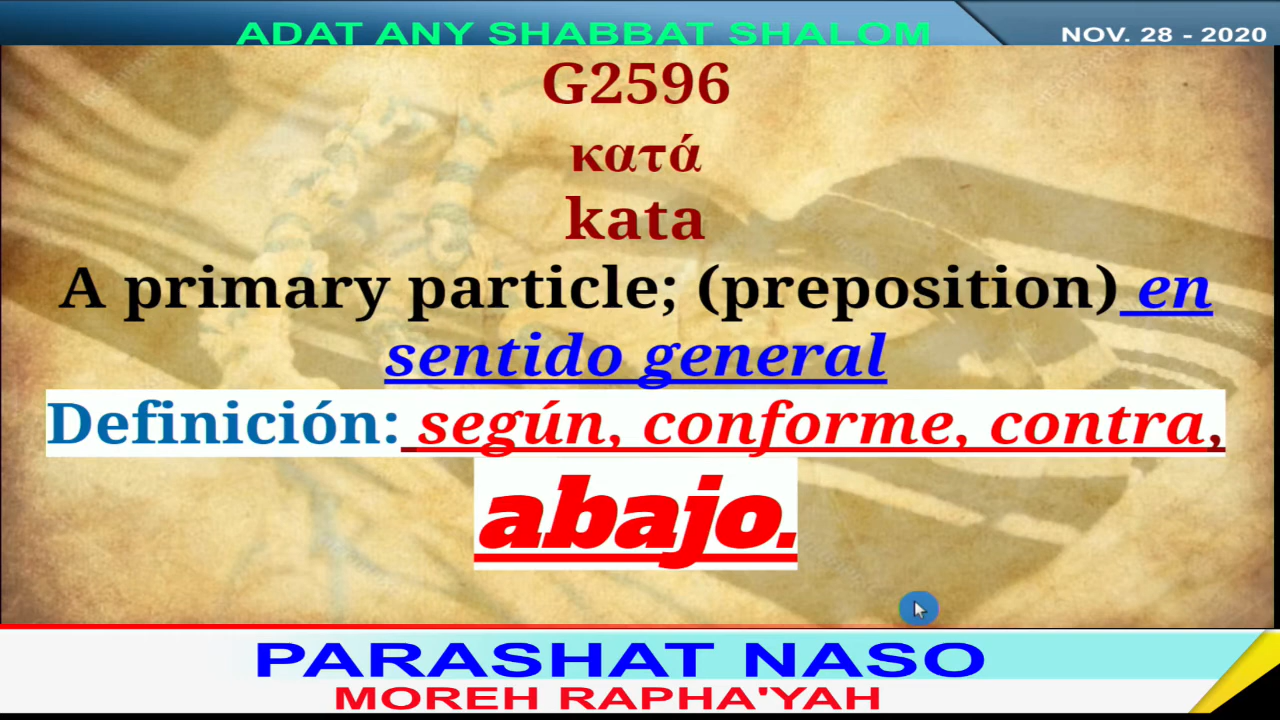 ADAT ANY SHABBAT SHALOM
NOV. 28 - 2020
G2596
κατά
kata
A primary particle; (preposition) en
sentido general
Definición: según, conforme, contra,
abajo.
PARASHAT NASO
MOREH RAPHA'YAH